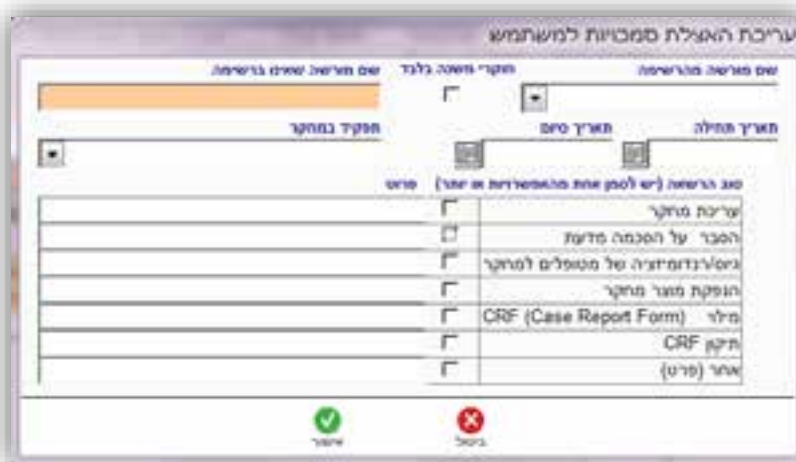 עריכת האצלת סמכויות למשתמש
שם מורשה מהרשימה חוקרי משנה בלבד שם מורשה שאינו ברשימה
תאריך תחילה תאריך סיום תפקיד במחקר
סוג הרשאה (יש לסמן אחת מהאפשרויות או יותר) פרוט
עריכת מחקר
הסבר על הסכמה מדעת
גיוס/רנדומיזציה של מטופלים למחקר
הנפקת מוצר מחקר
מילוי CRF (Case Report Form)
תיקון CRF
אחר (פרט)
ביטול אישור